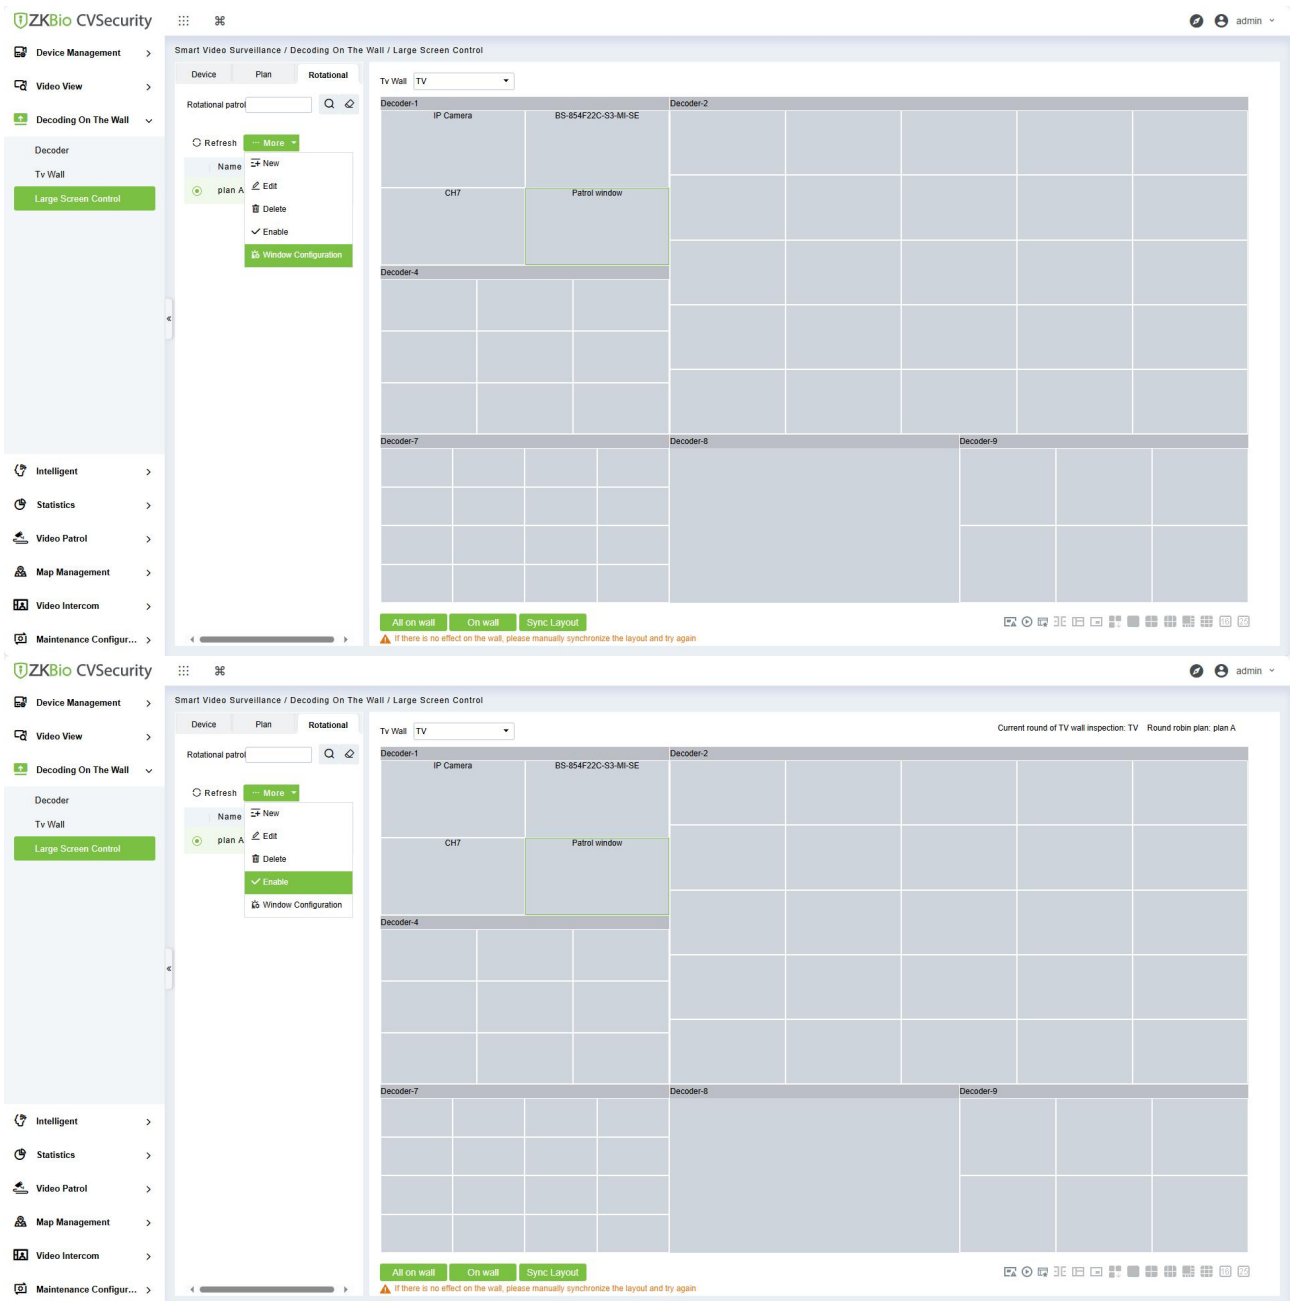 ZKBio CVSecurity
admin
Device Management
Video View
Decoding On The Wall
Decoder
Tv Wall
Large Screen Control
Intelligent
Statistics
Video Patrol
Map Management
Video Intercom
Maintenance Configur...
Smart Video Surveillance / Decoding On The Wall / Large Screen Control
Device Plan Rotational
Rotational patrol
Refresh ··· More
Name
plan A
New
Edit
Delete
Enable
Window Configuration
Tv Wall TV
Decoder-1 Decoder-2
IP Camera BS-854F22C-S3-MI-SE
CH7 Patrol window
Decoder-4
Decoder-7 Decoder-8 Decoder-9
All on wall On wall Sync Layout
16 25
If there is no effect on the wall, please manually synchronize the layout and try again
ZKBio CVSecurity
admin
Device Management
Video View
Decoding On The Wall
Decoder
Tv Wall
Large Screen Control
Intelligent
Statistics
Video Patrol
Map Management
Video Intercom
Maintenance Configur...
Smart Video Surveillance / Decoding On The Wall / Large Screen Control
Device Plan Rotational
Rotational patrol
Refresh ··· More
Name
plan A
New
Edit
Delete
Enable
Window Configuration
Tv Wall TV
Current round of TV wall inspection: TV Round robin plan: plan A
Decoder-1 Decoder-2
IP Camera BS-854F22C-S3-MI-SE
CH7 Patrol window
Decoder-4
Decoder-7 Decoder-8 Decoder-9
All on wall On wall Sync Layout
16 25
If there is no effect on the wall, please manually synchronize the layout and try again